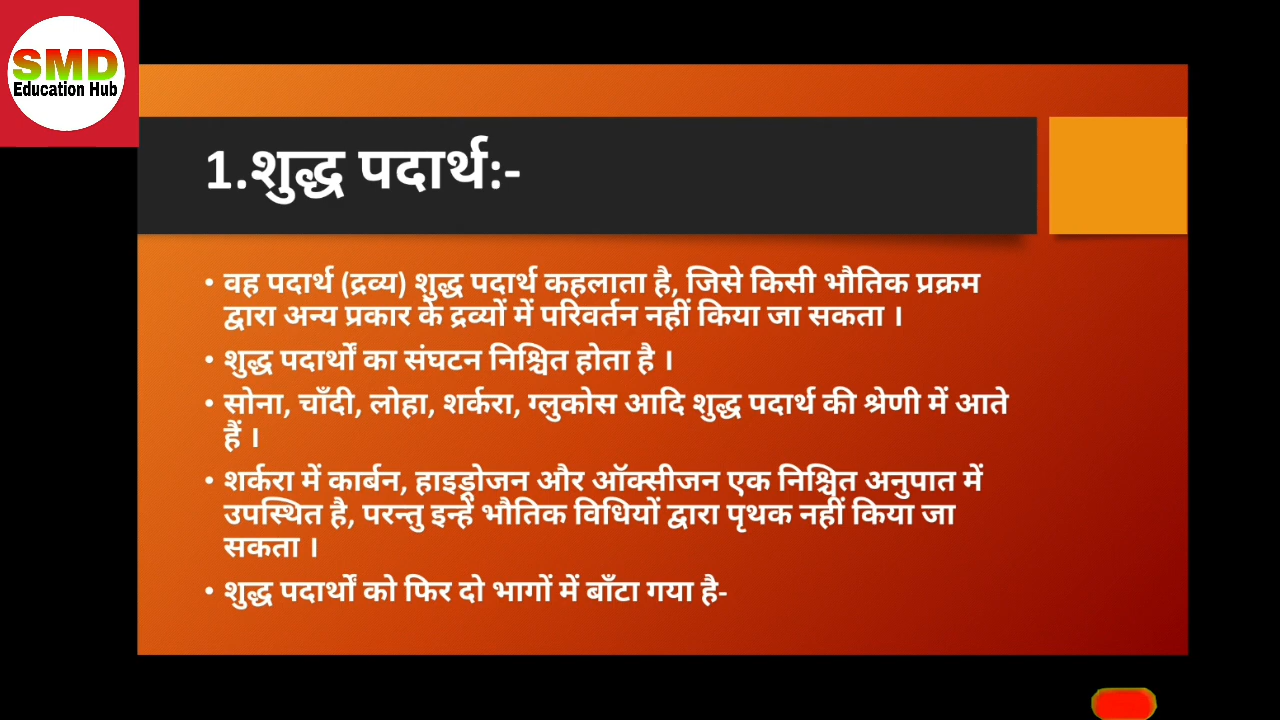 SMD
Education Hub
1.शुद्ध पदार्थ:-
• वह पदार्थ (द्रव्य) शुद्ध पदार्थ कहलाता है, जिसे किसी भौतिक प्रक्रम
द्वारा अन्य प्रकार के द्रव्यों में परिवर्तन नहीं किया जा सकता ।
• शुद्ध पदार्थों का संघटन निश्चित होता है ।
• सोना, चाँदी, लोहा, शर्करा, ग्लुकोस आदि शुद्ध पदार्थ की श्रेणी में आते
हैं ।
• शर्करा में कार्बन, हाइड्रोजन और ऑक्सीजन एक निश्चित अनुपात में
उपस्थित है, परन्तु इन्हें भौतिक विधियों द्वारा पृथक नहीं किया जा
सकता ।
• शुद्ध पदार्थों को फिर दो भागों में बाँटा गया है-